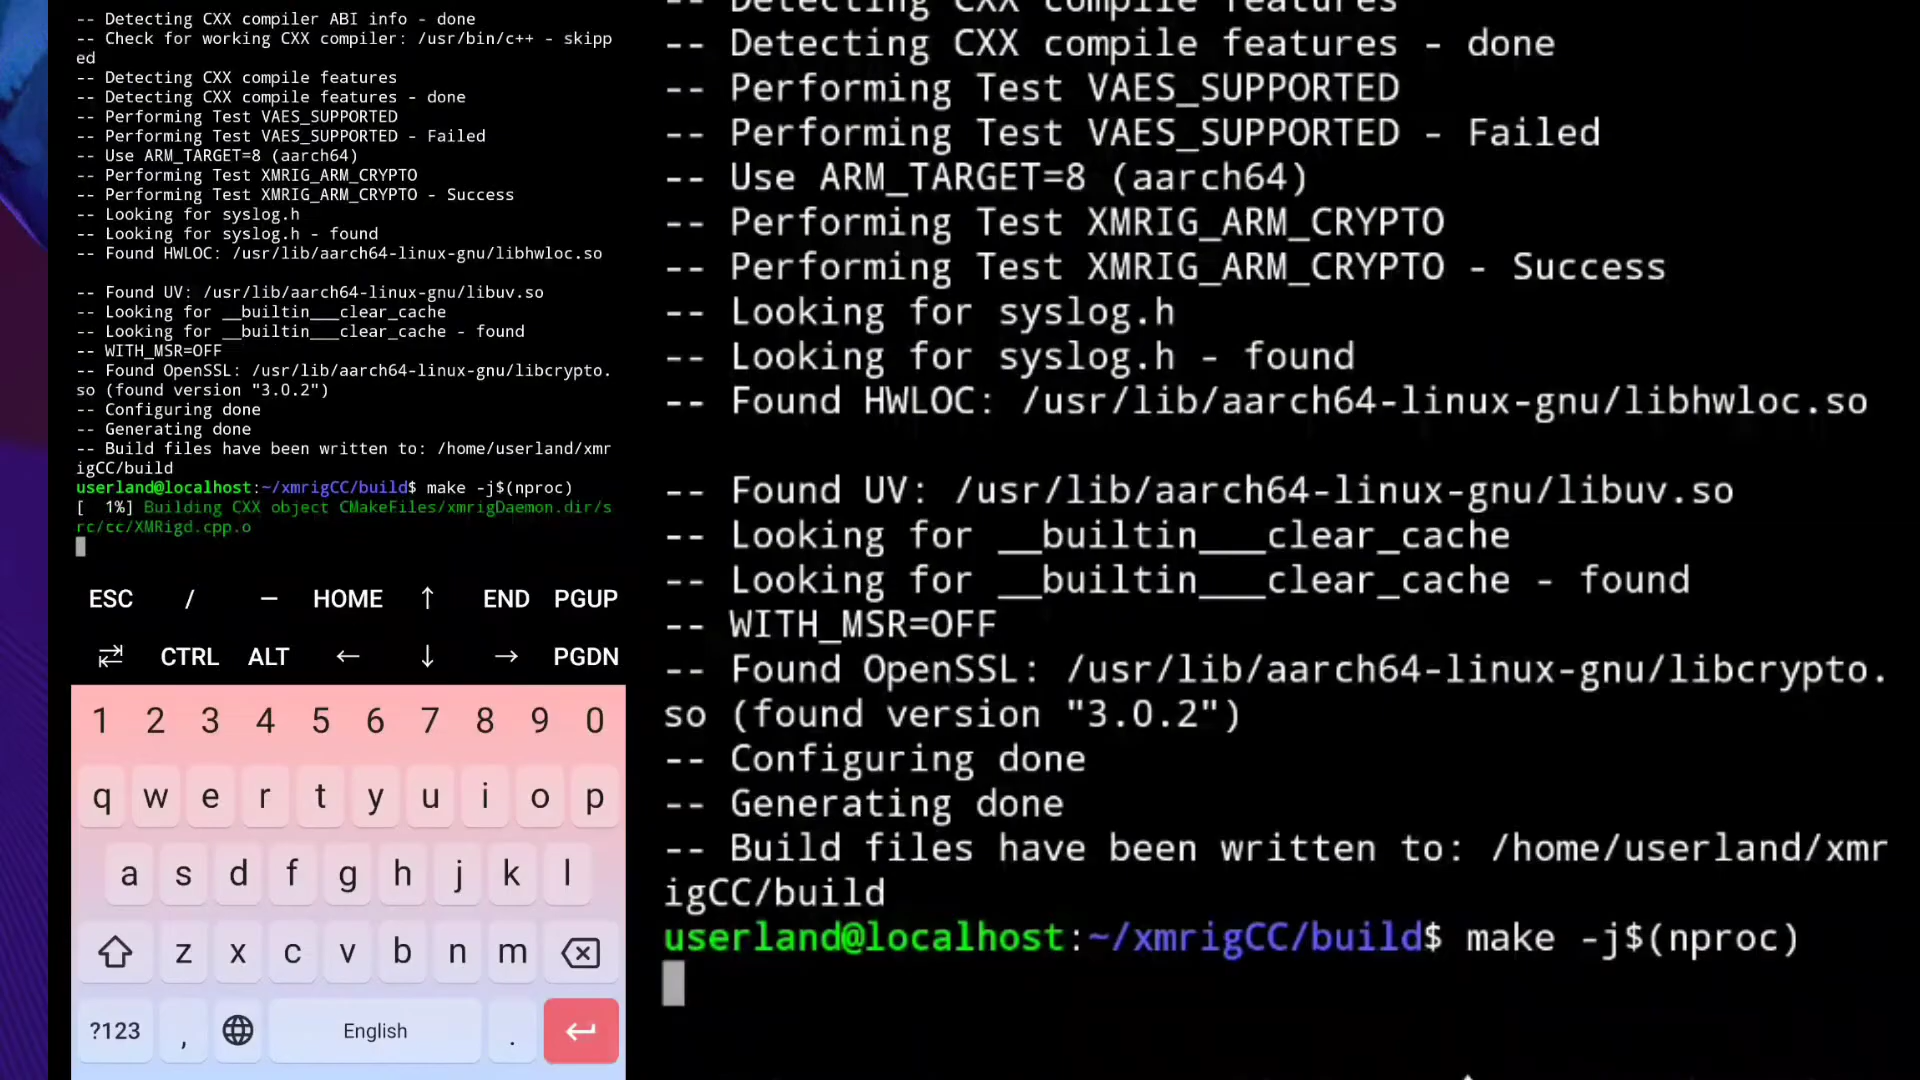 -- Detecting CXX compiler ABI info - done
-- Check for working CXX compiler: /usr/bin/c++ - skipp
ed
-- Detecting CXX compile features
-- Detecting CXX compile features - done
-- Performing Test VAES_SUPPORTED
-- Performing Test VAES_SUPPORTED - Failed
-- Use ARM_TARGET=8 (aarch64)
-- Performing Test XMRIG_ARM_CRYPTO
-- Performing Test XMRIG_ARM_CRYPTO - Success
-- Looking for syslog.h
-- Looking for syslog.h - found
-- Found HWLOC: /usr/lib/aarch64-linux-gnu/libhwloc.so
-- Found UV: /usr/lib/aarch64-linux-gnu/libuv.so
-- Looking for __builtin___clear_cache
-- Looking for __builtin___clear_cache - found
-- WITH_MSR=OFF
-- Found OpenSSL: /usr/lib/aarch64-linux-gnu/libcrypto.
so (found version "3.0.2")
-- Configuring done
-- Generating done
-- Build files have been written to: /home/userland/xmr
igCC/build
userland@localhost:~/xmrigCC/build$ make -j$(nproc)
[  1%] Building CXX object CMakeFiles/xmrigDaemon.dir/s
rc/cc/XMRigd.cpp.o
ESC / — HOME ↑ END PGUP
⇄ CTRL ALT ← ↓ → PGDN
1 2 3 4 5 6 7 8 9 0
q w e r t y u i o p
a s d f g h j k l
z x c v b n m
?123 , English .
-- Detecting CXX compile features
-- Detecting CXX compile features - done
-- Performing Test VAES_SUPPORTED
-- Performing Test VAES_SUPPORTED - Failed
-- Use ARM_TARGET=8 (aarch64)
-- Performing Test XMRIG_ARM_CRYPTO
-- Performing Test XMRIG_ARM_CRYPTO - Success
-- Looking for syslog.h
-- Looking for syslog.h - found
-- Found HWLOC: /usr/lib/aarch64-linux-gnu/libhwloc.so
-- Found UV: /usr/lib/aarch64-linux-gnu/libuv.so
-- Looking for __builtin___clear_cache
-- Looking for __builtin___clear_cache - found
-- WITH_MSR=OFF
-- Found OpenSSL: /usr/lib/aarch64-linux-gnu/libcrypto.
so (found version "3.0.2")
-- Configuring done
-- Generating done
-- Build files have been written to: /home/userland/xmr
igCC/build
userland@localhost:~/xmrigCC/build$ make -j$(nproc)